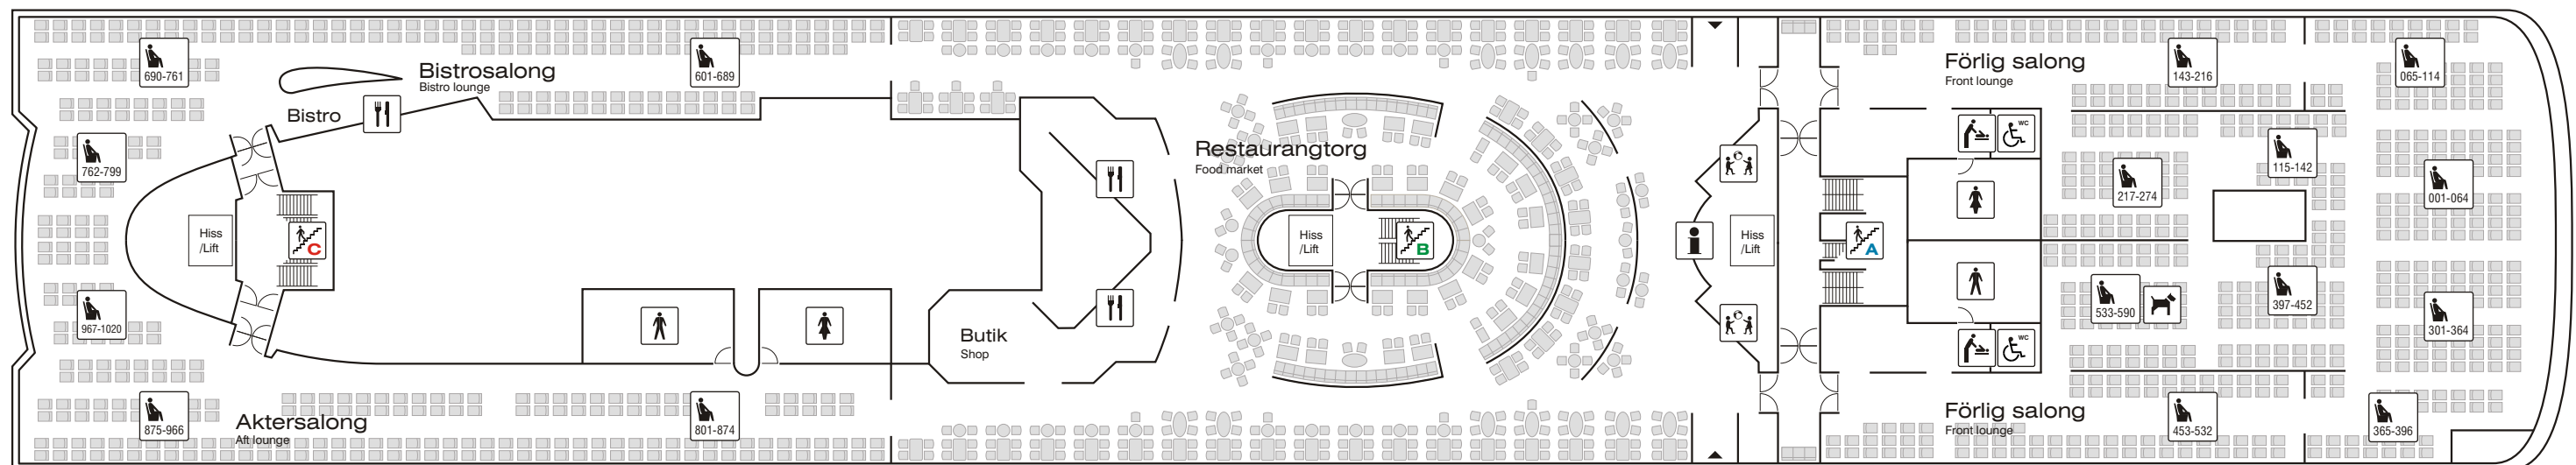 690-761
Bistrosalong
Bistro lounge
601-689
Bistro
762-799
Hiss
/Lift
C
967-1020
875-966
Aktersalong
Aft lounge
801-874
Butik
Shop
Restaurangtorg
Food market
Hiss
/Lift
B
Hiss
/Lift
A
Förlig salong
Front lounge
143-216
065-114
WC
115-142
217-274
001-064
533-590
397-452
301-364
WC
Förlig salong
Front lounge
453-532
365-396